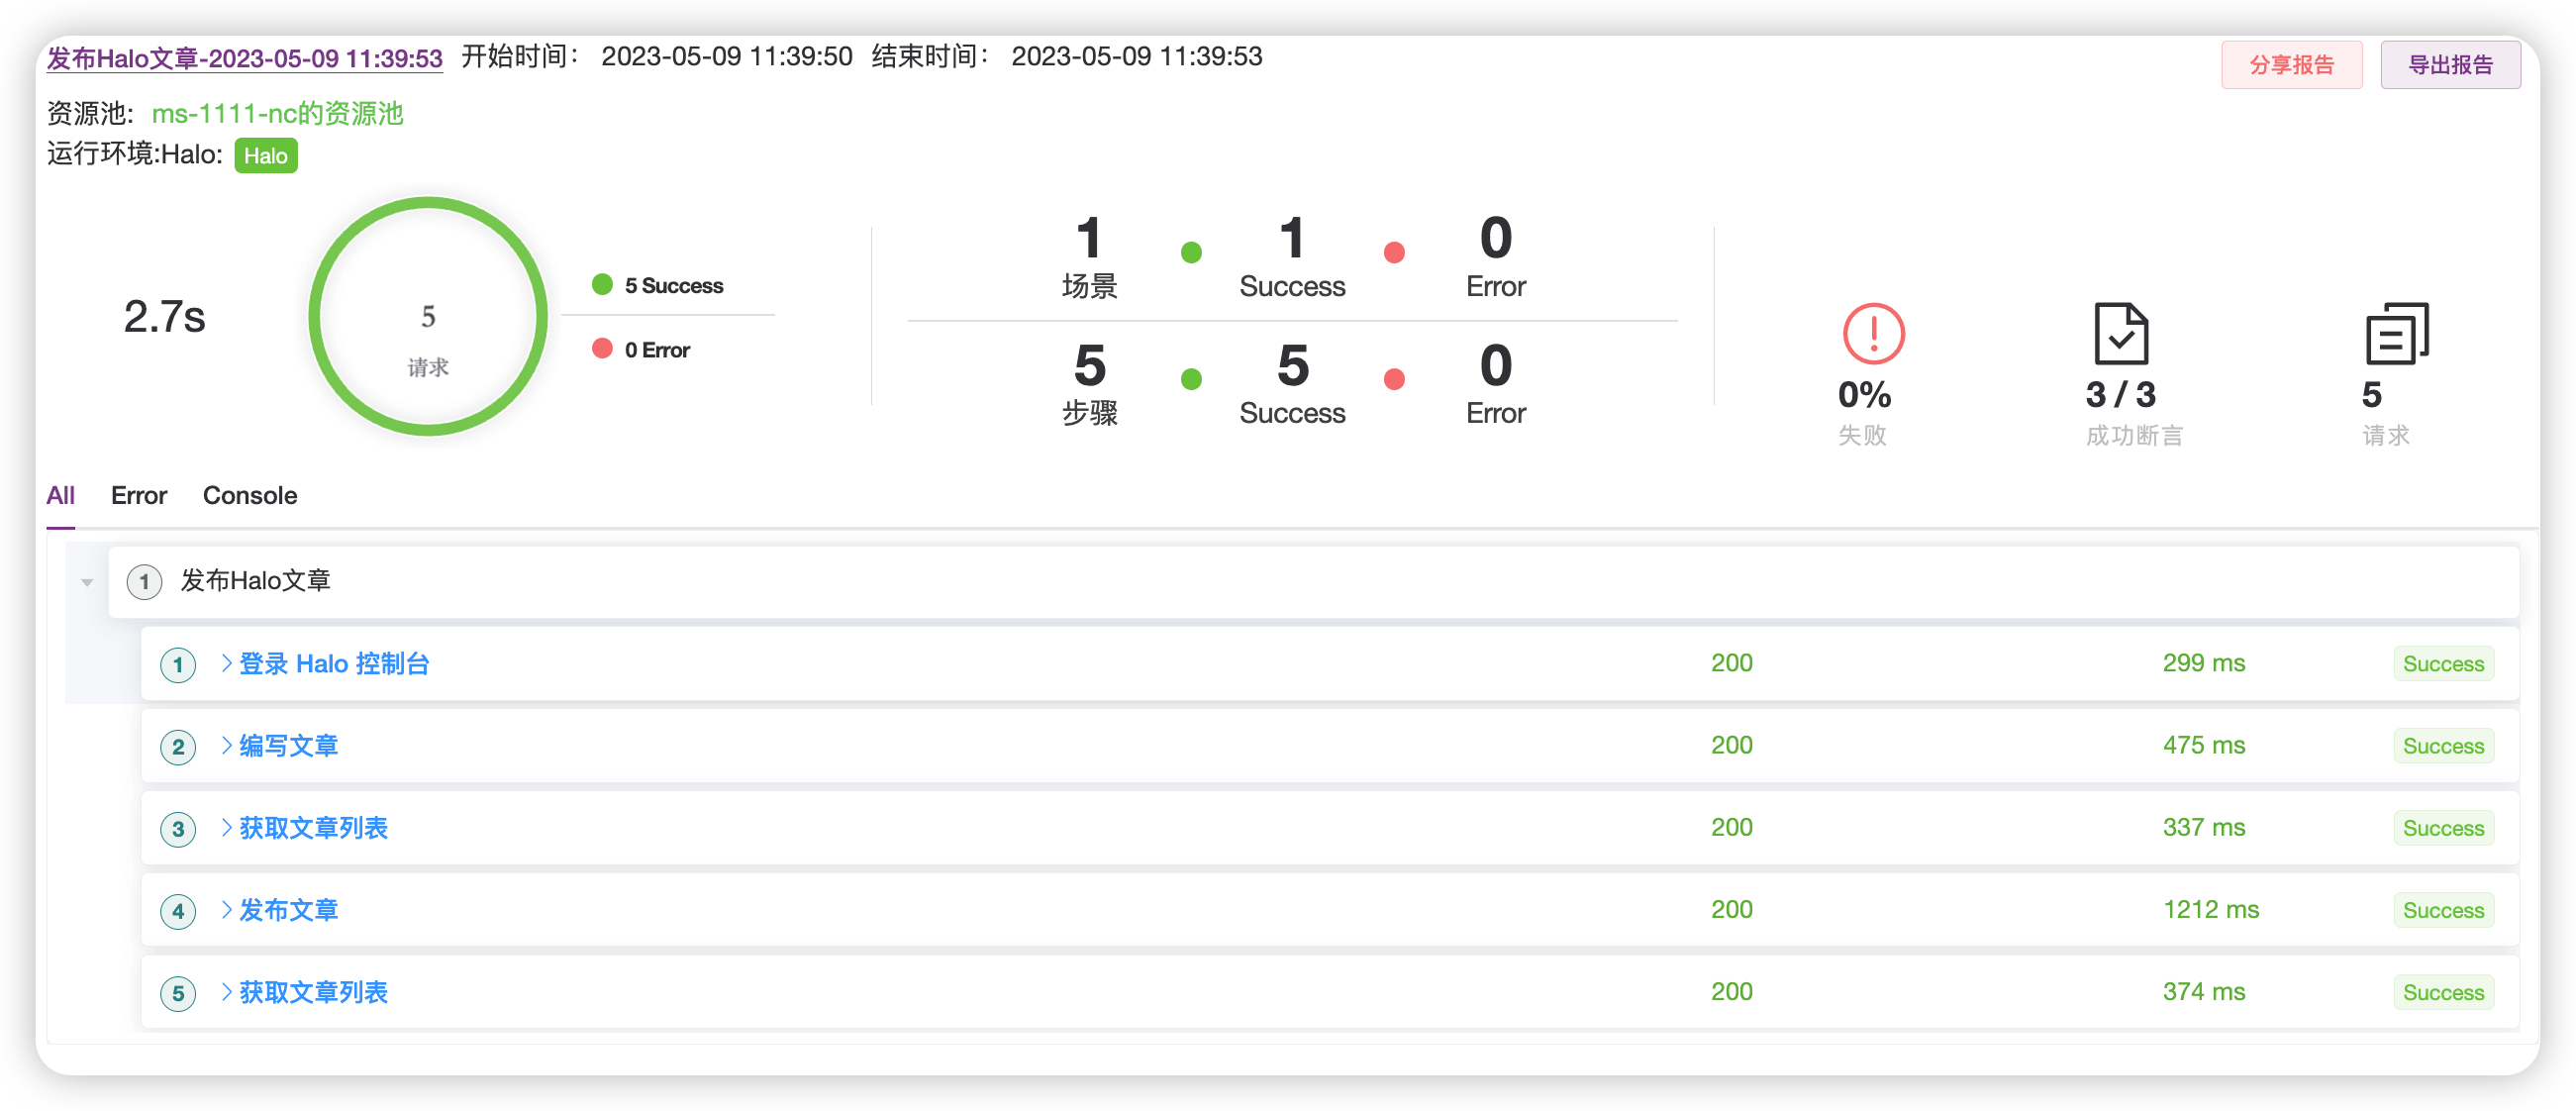 发布Halo文章-2023-05-09 11:39:53 开始时间： 2023-05-09 11:39:50 结束时间： 2023-05-09 11:39:53
分享报告 导出报告
资源池: ms-1111-nc的资源池
运行环境:Halo: Halo
2.7s
5
请求
5 Success
0 Error
1 1 0
场景 Success Error
5 5 0
步骤 Success Error
0% 3 / 3 5
失败 成功断言 请求
All Error Console
1 发布Halo文章
1 登录 Halo 控制台 200 299 ms Success
2 编写文章 200 475 ms Success
3 获取文章列表 200 337 ms Success
4 发布文章 200 1212 ms Success
5 获取文章列表 200 374 ms Success